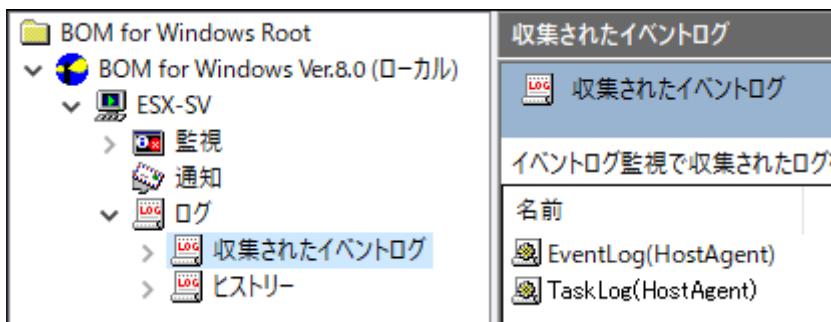 BOM for Windows Root
BOM for Windows Ver.8.0 (ローカル)
ESX-SV
監視
通知
ログ
収集されたイベントログ
ヒストリー
収集されたイベントログ
収集されたイベントログ
イベントログ監視で収集されたログ
名前
EventLog(HostAgent)
TaskLog(HostAgent)